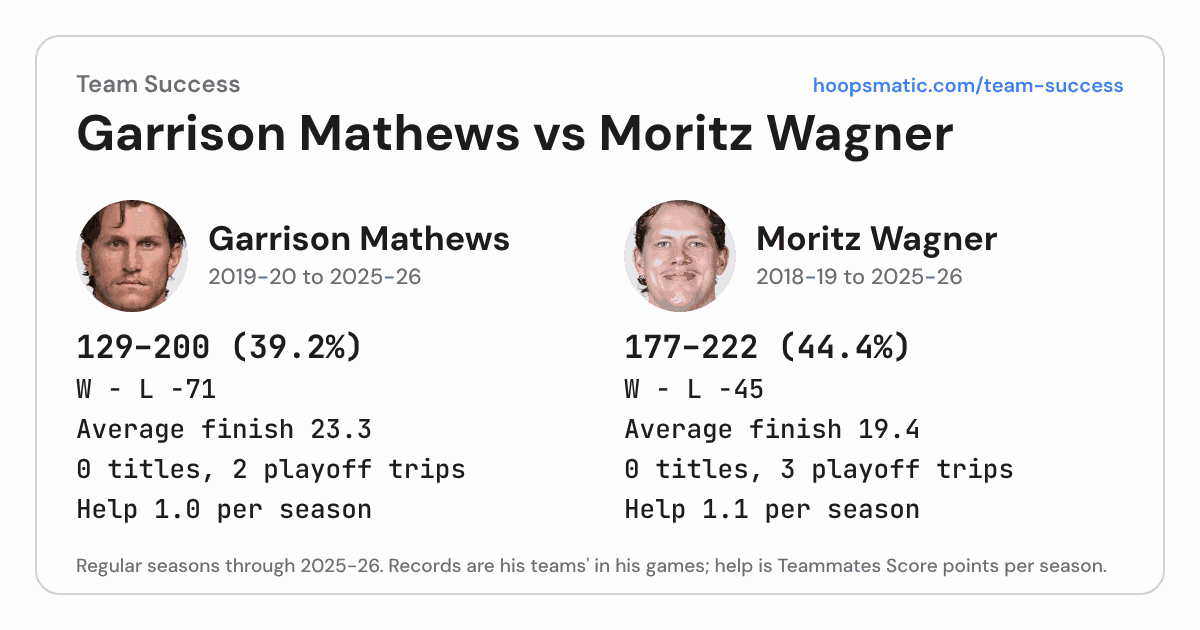 Team Success
hoopsmatic.com/team-success
Garrison Mathews vs Moritz Wagner
Garrison Mathews
2019-20 to 2025-26
129-200 (39.2%)
W - L -71
Average finish 23.3
0 titles, 2 playoff trips
Help 1.0 per season
Moritz Wagner
2018-19 to 2025-26
177-222 (44.4%)
W - L -45
Average finish 19.4
0 titles, 3 playoff trips
Help 1.1 per season
Regular seasons through 2025-26. Records are his teams' in his games; help is Teammates Score points per season.